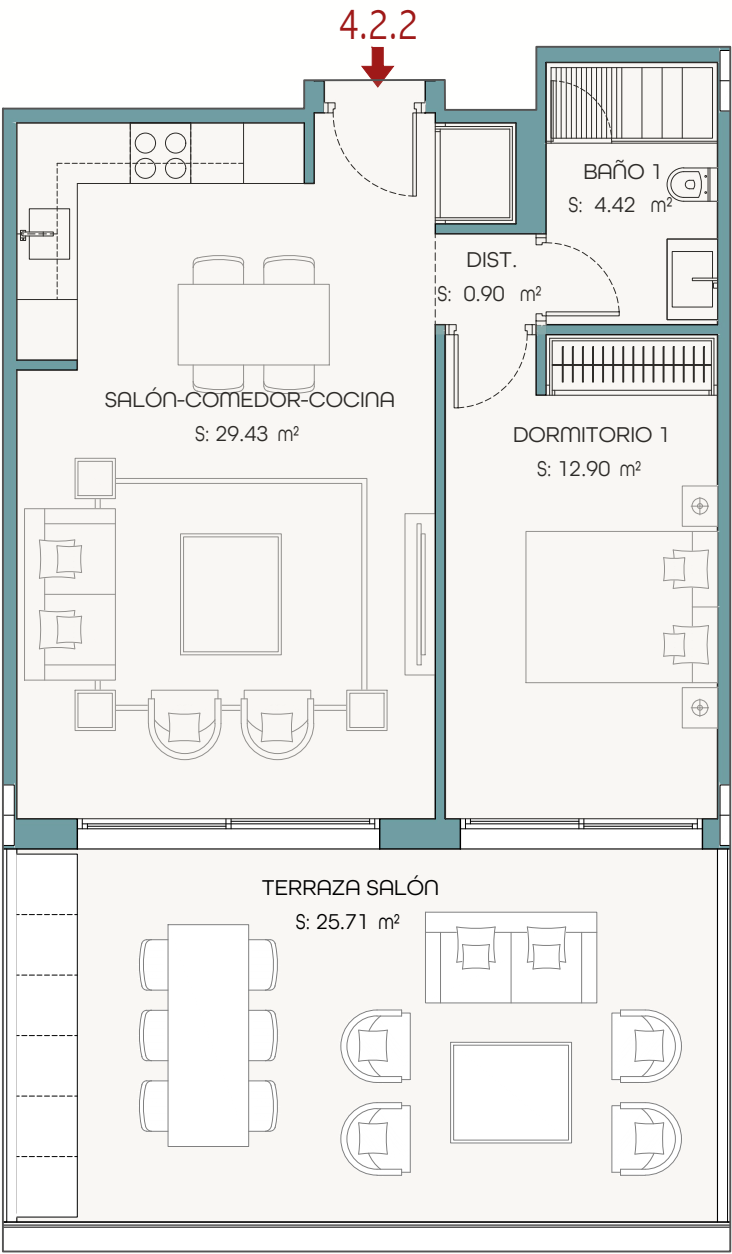 4.2.2
BAÑO 1
S: 4.42 m²
DIST.
S: 0.90 m²
SALÓN-COMEDOR-COCINA
S: 29.43 m²
DORMITORIO 1
S: 12.90 m²
TERRAZA SALÓN
S: 25.71 m²